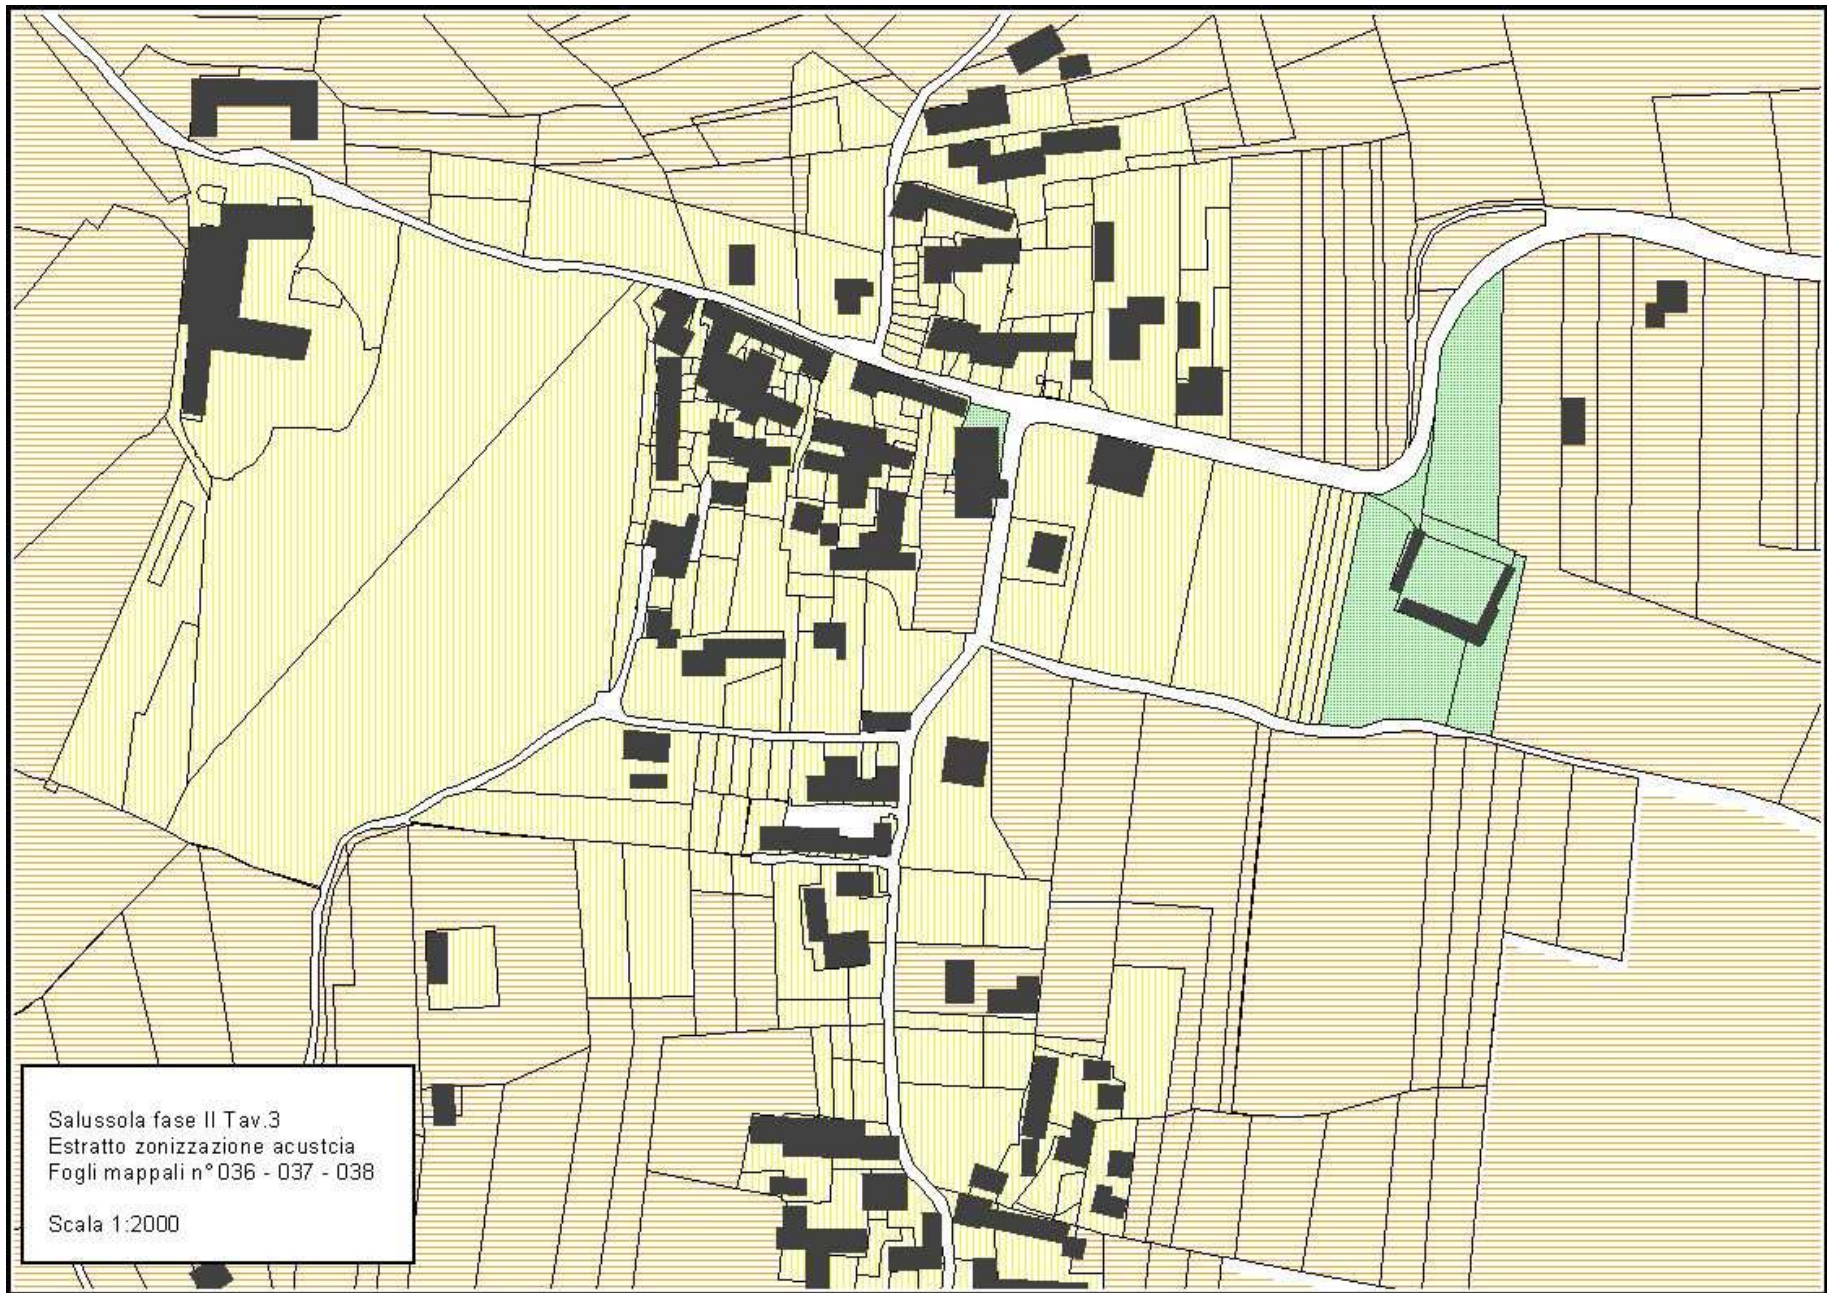 Salussola fase II Tav.3
Estratto zonizzazione acustcia
Fogli mappali n° 036 - 037 - 038
Scala 1:2000